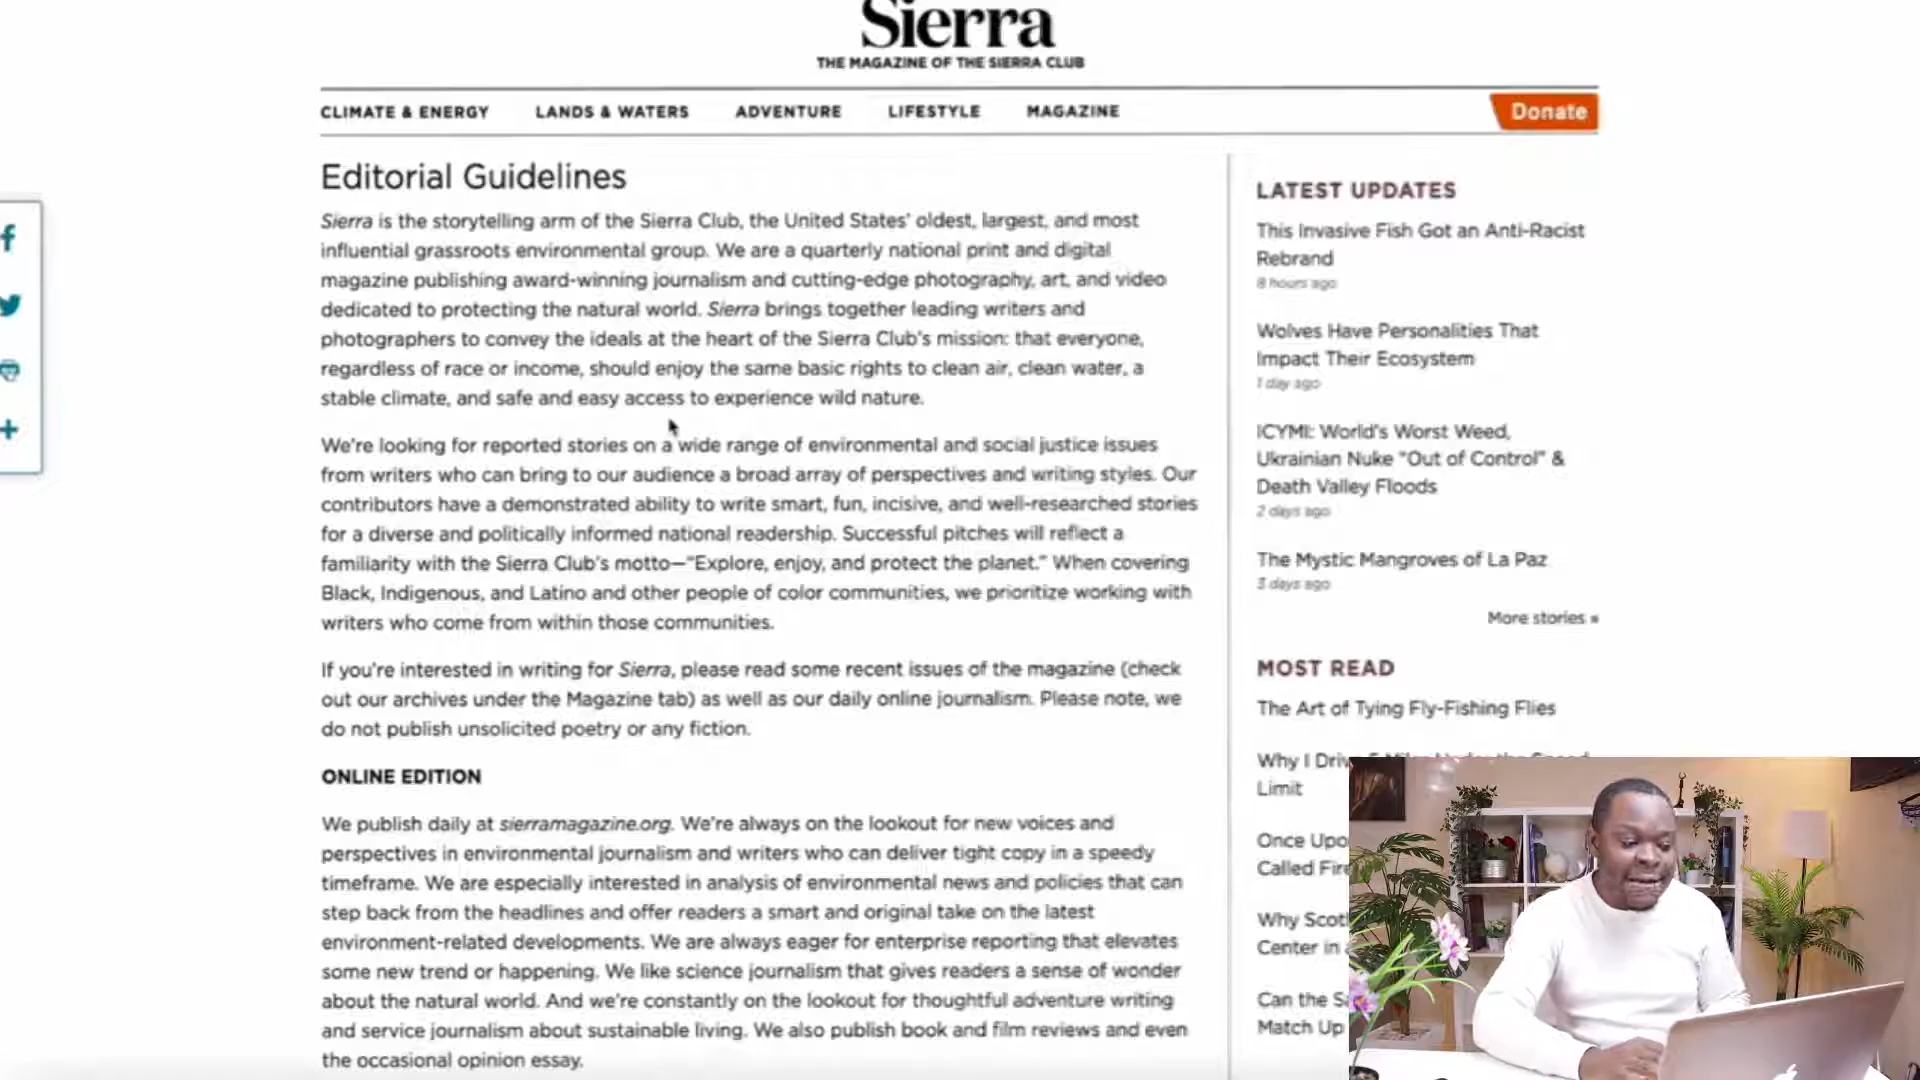 Sierra
THE MAGAZINE OF THE SIERRA CLUB
CLIMATE & ENERGY
LANDS & WATERS
ADVENTURE
LIFESTYLE
MAGAZINE
Donate
Editorial Guidelines
Sierra is the storytelling arm of the Sierra Club, the United States' oldest, largest, and most
influential grassroots environmental group. We are a quarterly national print and digital
magazine publishing award-winning journalism and cutting-edge photography, art, and video
dedicated to protecting the natural world. Sierra brings together leading writers and
photographers to convey the ideals at the heart of the Sierra Club's mission: that everyone,
regardless of race or income, should enjoy the same basic rights to clean air, clean water, a
stable climate, and safe and easy access to experience wild nature.
We're looking for reported stories on a wide range of environmental and social justice issues
from writers who can bring to our audience a broad array of perspectives and writing styles. Our
contributors have a demonstrated ability to write smart, fun, incisive, and well-researched stories
for a diverse and politically informed national readership. Successful pitches will reflect a
familiarity with the Sierra Club's motto—"Explore, enjoy, and protect the planet." When covering
Black, Indigenous, and Latino and other people of color communities, we prioritize working with
writers who come from within those communities.
If you're interested in writing for Sierra, please read some recent issues of the magazine (check
out our archives under the Magazine tab) as well as our daily online journalism. Please note, we
do not publish unsolicited poetry or any fiction.
ONLINE EDITION
We publish daily at sierramagazine.org. We're always on the lookout for new voices and
perspectives in environmental journalism and writers who can deliver tight copy in a speedy
timeframe. We are especially interested in analysis of environmental news and policies that can
step back from the headlines and offer readers a smart and original take on the latest
environment-related developments. We are always eager for enterprise reporting that elevates
some new trend or happening. We like science journalism that gives readers a sense of wonder
about the natural world. And we're constantly on the lookout for thoughtful adventure writing
and service journalism about sustainable living. We also publish book and film reviews and even
the occasional opinion essay.
LATEST UPDATES
This Invasive Fish Got an Anti-Racist
Rebrand
8 hours ago
Wolves Have Personalities That
Impact Their Ecosystem
1 day ago
ICYMI: World's Worst Weed,
Ukrainian Nuke "Out of Control" &
Death Valley Floods
2 days ago
The Mystic Mangroves of La Paz
3 days ago
More stories »
MOST READ
The Art of Tying Fly-Fishing Flies
Why I
Limit
Once
Called
Why
Center in
Can the
Match Up